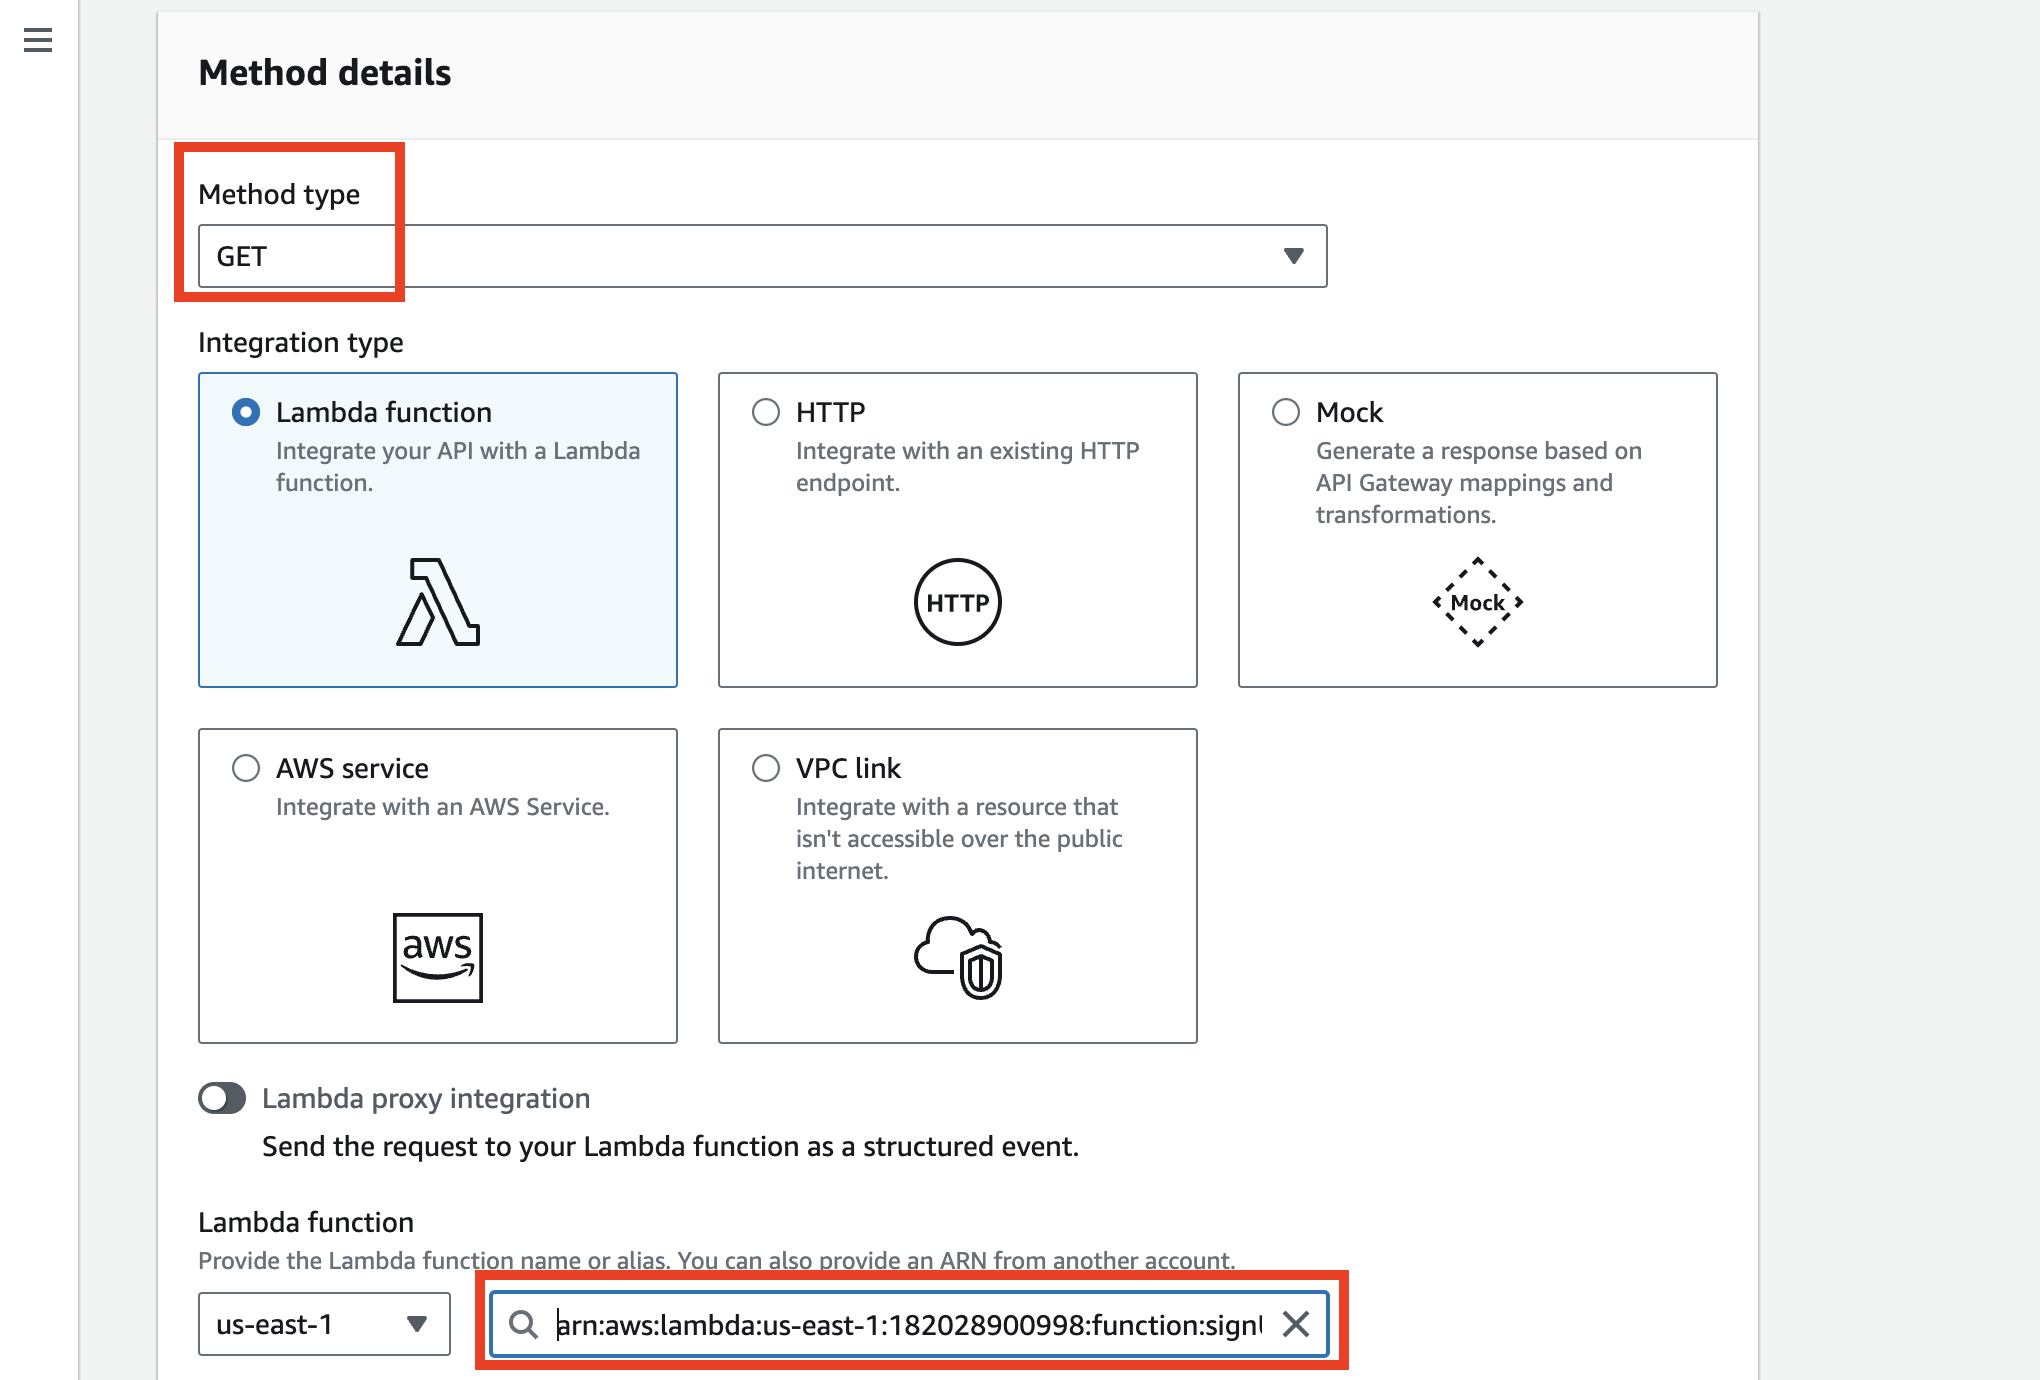 Method details
Method type
GET
Integration type
Lambda function
Integrate your API with a Lambda
function.
HTTP
Integrate with an existing HTTP
endpoint.
HTTP
Mock
Generate a response based on
API Gateway mappings and
transformations.
Mock
AWS service
Integrate with an AWS Service.
aws
VPC link
Integrate with a resource that
isn't accessible over the public
internet.
Lambda proxy integration
Send the request to your Lambda function as a structured event.
Lambda function
Provide the Lambda function name or alias. You can also provide an ARN from another account.
us-east-1
arn:aws:lambda:us-east-1:182028900998:function:sign